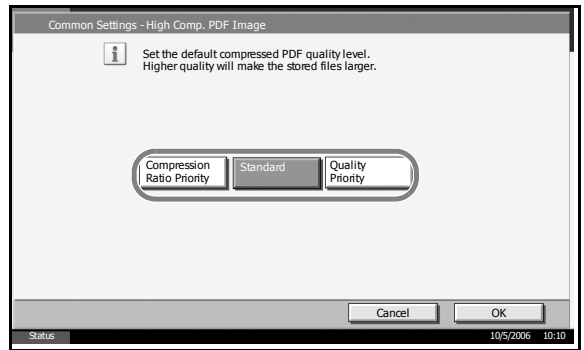 Common Settings - High Comp. PDF Image
i
Set the default compressed PDF quality level.
Higher quality will make the stored files larger.
Compression
Ratio Priority
Standard
Quality
Priority
Cancel
OK
Status
10/5/2006 10:10